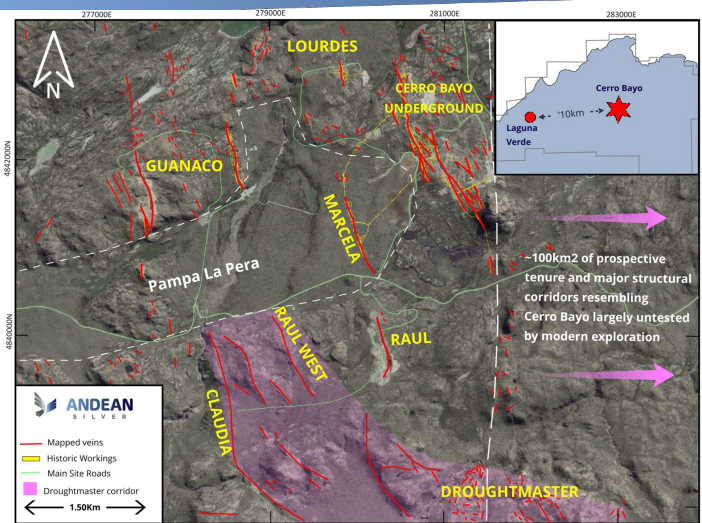 277000E
279000E
281000E
283000E
4842000N
4840000N
N
LOURDES
CERRO BAYO
UNDERGROUND
GUANACO
MARCELA
Pampa La Pera
RAUL WEST
RAUL
CLAUDIA
DROUGHTMASTER
Cerro Bayo
~10km
Laguna
Verde
~100km2 of prospective
tenure and major structural
corridors resembling
Cerro Bayo largely untested
by modern exploration
ANDEAN
SILVER
Mapped veins
Historic Workings
Main Site Roads
Droughtmaster corridor
1.50Km